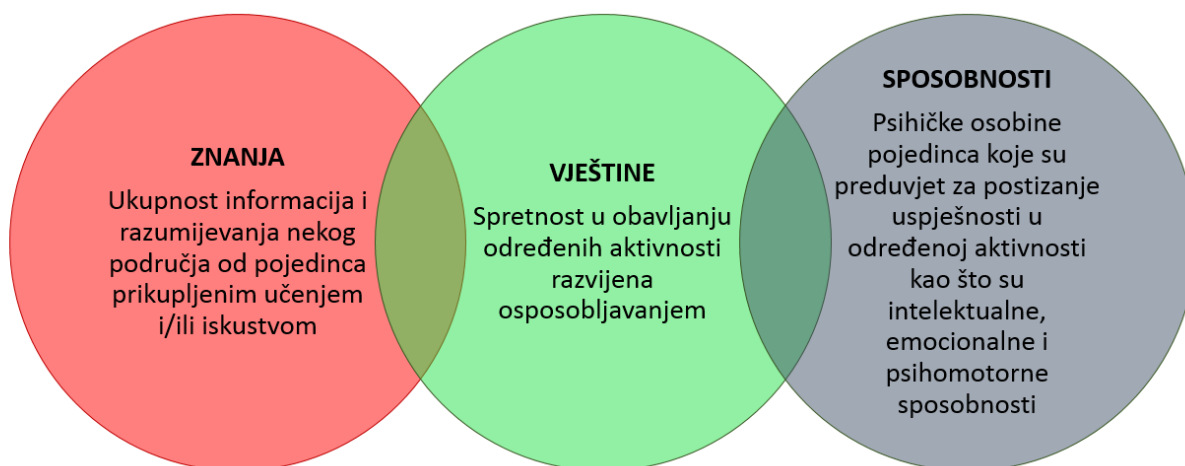 ZNANJA
Ukupnost informacija i
razumijevanja nekog
područja od pojedinca
prikupljenim učenjem
i/ili iskustvom
VJEŠTINE
Spretnost u obavljanju
određenih aktivnosti
razvijena
osposobljavanjem
SPOSOBNOSTI
Psihičke osobine
pojedinca koje su
preduvjet za postizanje
uspješnosti u
određenoj aktivnosti
kao što su
intelektualne,
emocionalne i
psihomotorne
sposobnosti